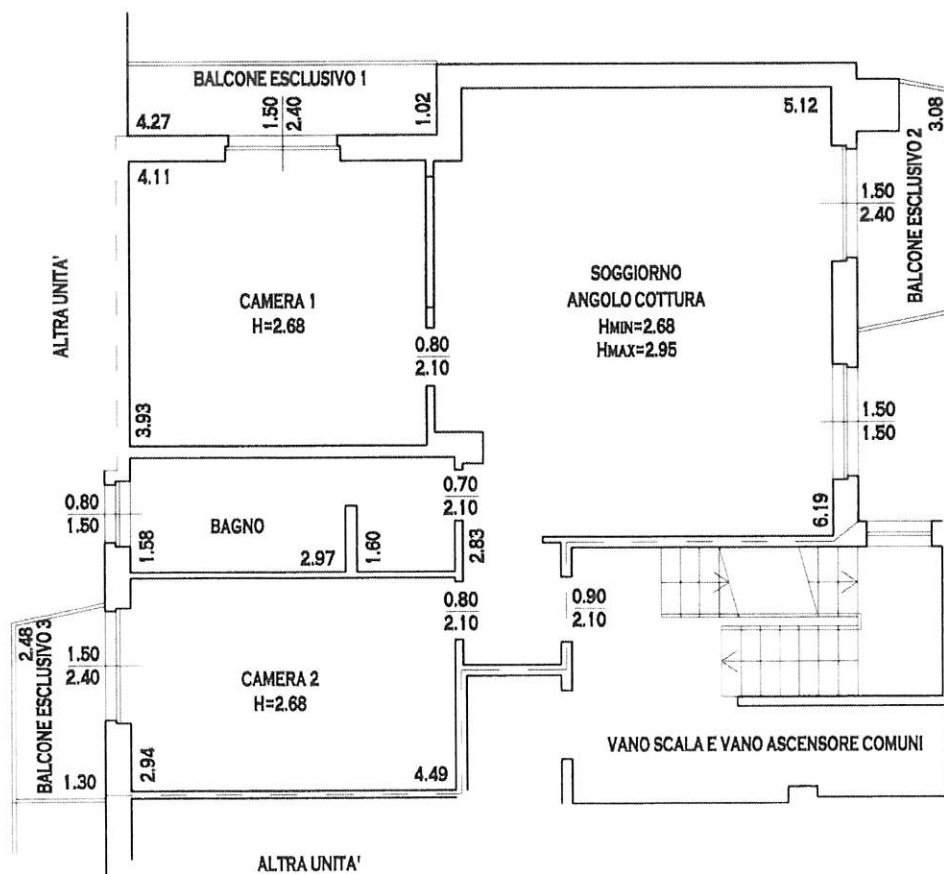 BALCONE ESCLUSIVO 1
4.27
1.50
2.40
1.02
5.12
3.08
4.11
1.50
2.40
BALCONE ESCLUSIVO 2
ALTRA UNITA'
CAMERA 1
H=2.68
SOGGIORNO
ANGOLO COTTURA
HMIN=2.68
HMAX=2.95
0.80
2.10
3.93
1.50
1.50
0.80
1.50
BAGNO
1.58
2.97
1.60
0.70
2.10
2.83
6.19
0.80
2.10
0.90
2.10
2.48
BALCONE ESCLUSIVO 3
1.50
2.40
CAMERA 2
H=2.68
1.30
2.94
4.49
VANO SCALA E VANO ASCENSORE COMUNI
ALTRA UNITA'